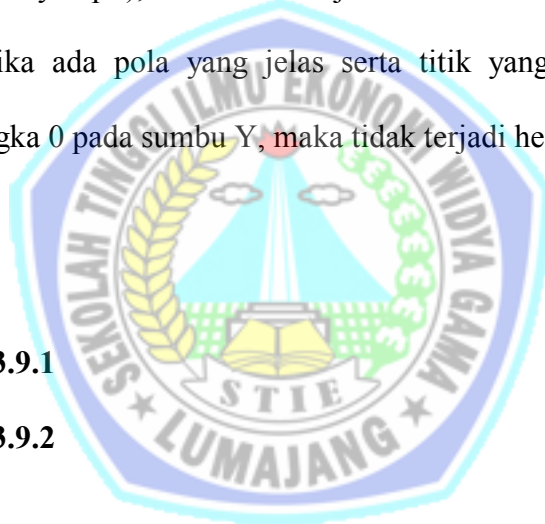 ika ada pola yang jelas serta titik yang
gka 0 pada sumbu Y, maka tidak terjadi he
SEKOLAH TINGGI ILMU EKONOMI WIDYA GAMA
3.9.1
STIE
3.9.2
LUMAJANG